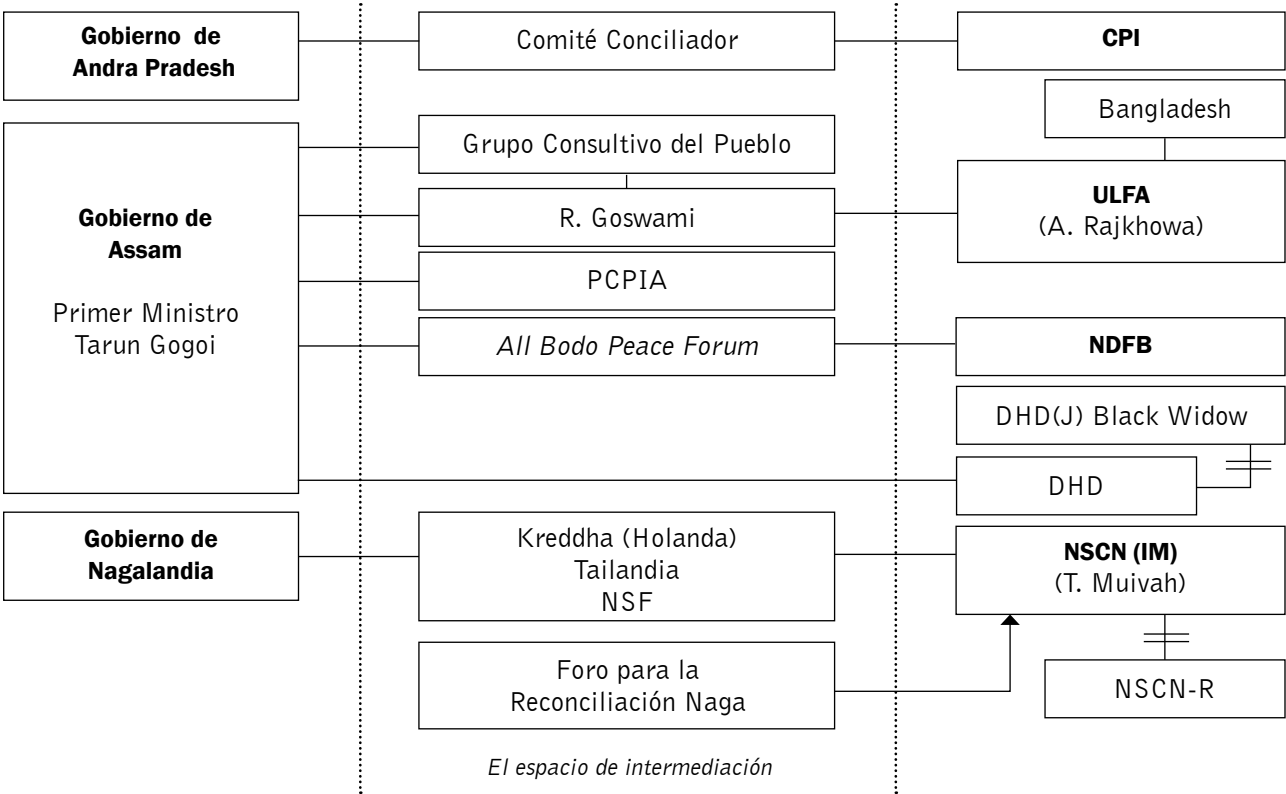 Gobierno de
Andra Pradesh
Comité Conciliador
CPI
Bangladesh
Gobierno de
Assam
Primer Ministro
Tarun Gogoi
Grupo Consultivo del Pueblo
R. Goswami
ULFA
(A. Rajkhowa)
PCPIA
All Bodo Peace Forum
NDFB
DHD(J) Black Widow
DHD
Gobierno de
Nagalandia
Kreddha (Holanda)
Tailandia
NSF
NSCN (IM)
(T. Muivah)
Foro para la
Reconciliación Naga
NSCN-R
El espacio de intermediación